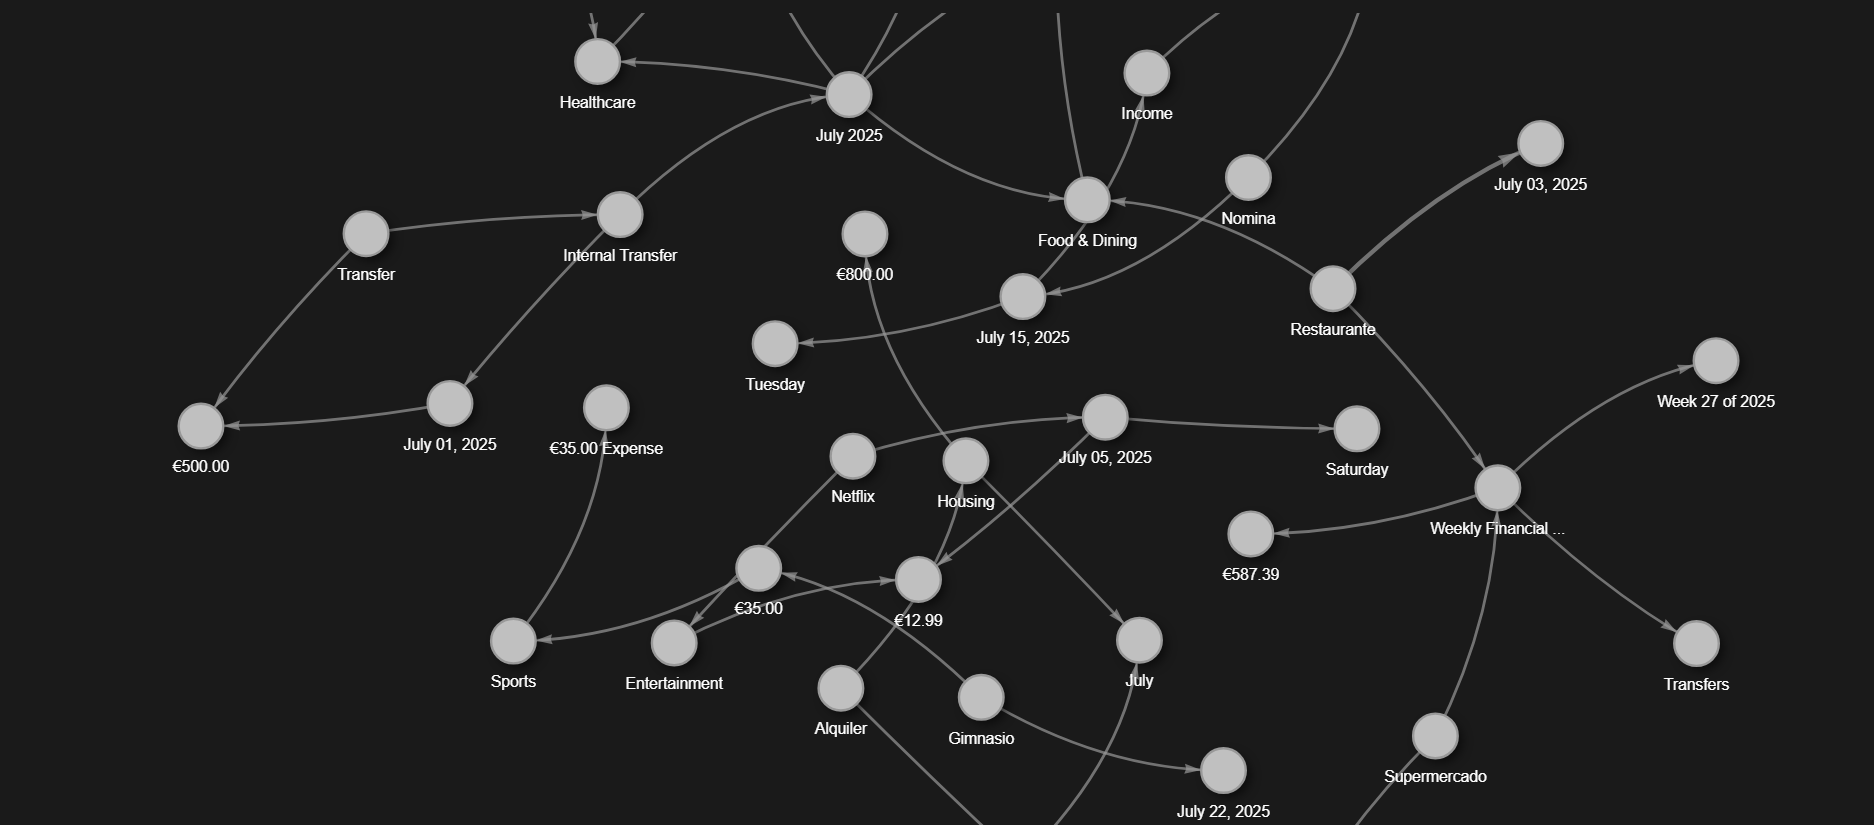 Healthcare
Income
July 2025
July 03, 2025
Nomina
Food & Dining
Internal Transfer
Transfer
€800.00
Restaurante
July 15, 2025
Tuesday
Week 27 of 2025
July 01, 2025
€35.00 Expense
July 05, 2025
€500.00
Saturday
Netflix
Housing
Weekly Financial ...
€587.39
€35.00
€12.99
July
Sports
Entertainment
Transfers
Alquiler
Gimnasio
Supermercado
July 22, 2025